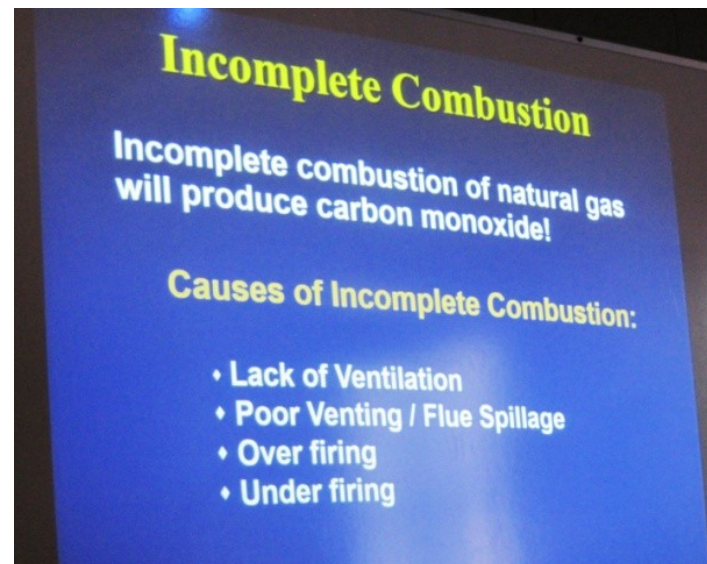 Incomplete Combustion
Incomplete combustion of natural gas
will produce carbon monoxide!
Causes of Incomplete Combustion:
⬧ Lack of Ventilation
⬧ Poor Venting / Flue Spillage
⬧ Over firing
⬧ Under firing